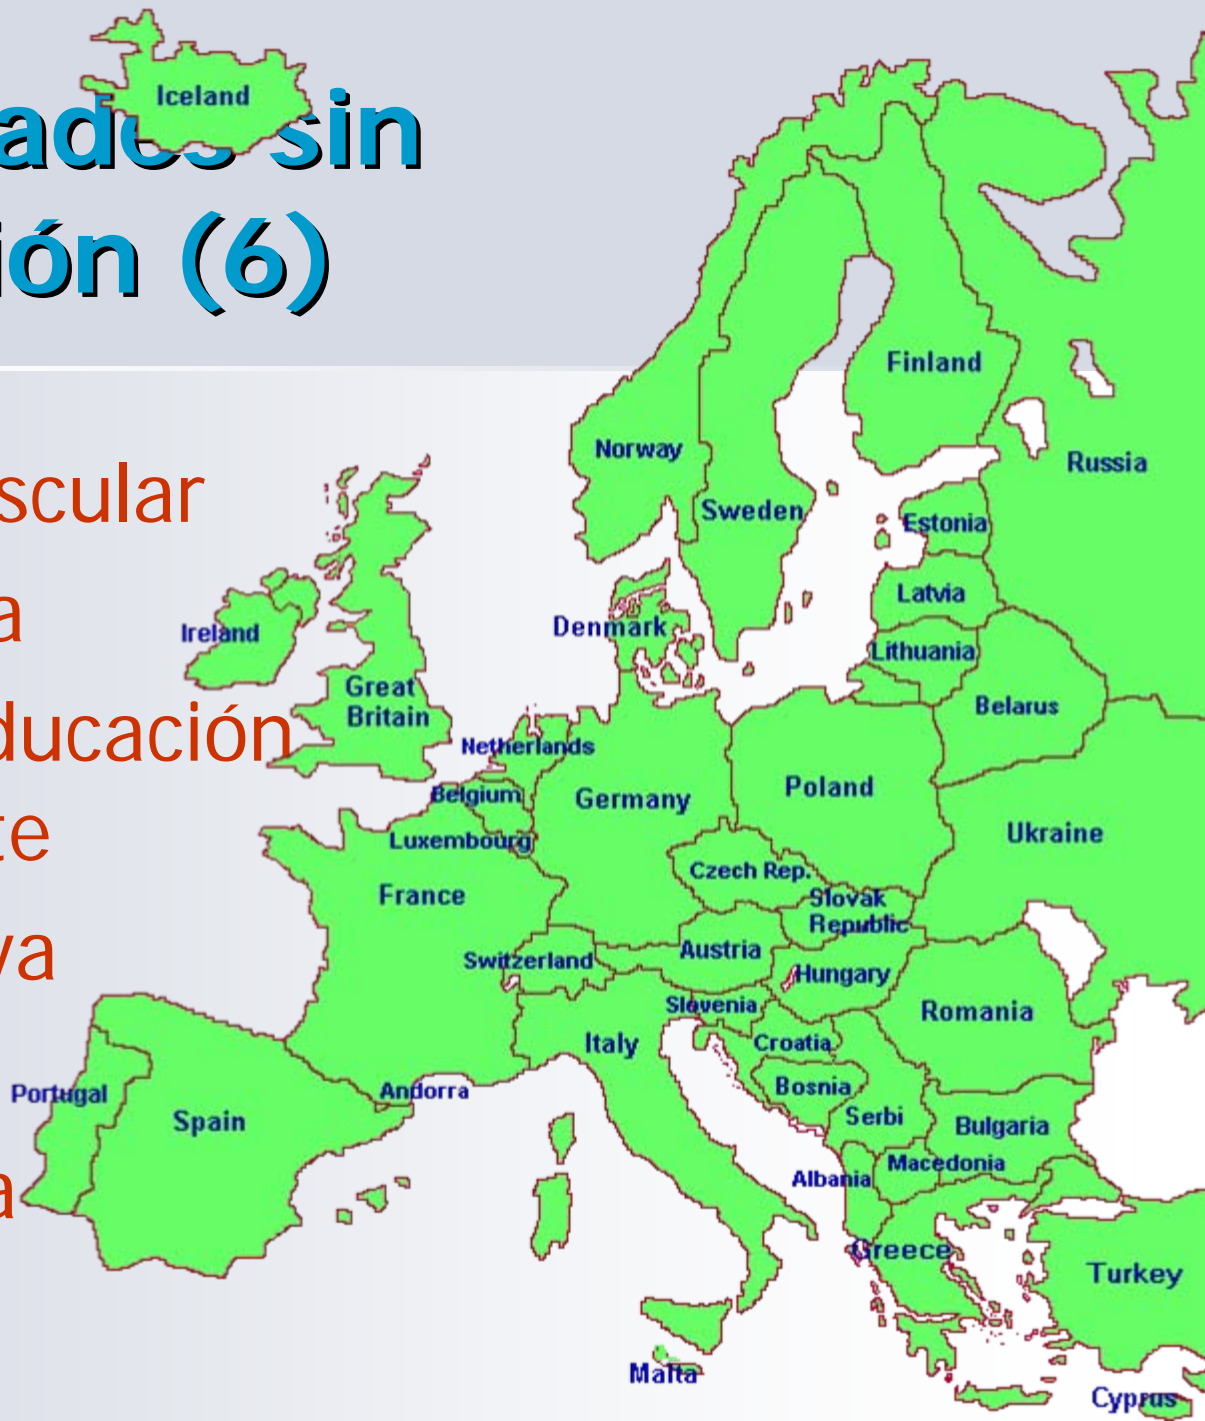 Iceland
ades sin
ión (6)
Finland
Norway
Russia
scular
Sweden
Estonia
Latvia
a
Ireland
Denmark
Lithuania
Great
Britain
Belarus
ducación
Netherlands
Poland
Belgium
Germany
Ukraine
te
Luxembourg
Czech Rep.
France
Slovak
Republic
va
Switzerland
Austria
Hungary
Slovenia
Romania
Italy
Croatia
Portugal
Andorra
Bosnia
Spain
Serbi
Bulgaria
Macedonia
Albania
a
Greece
Turkey
Malta
Cyprus